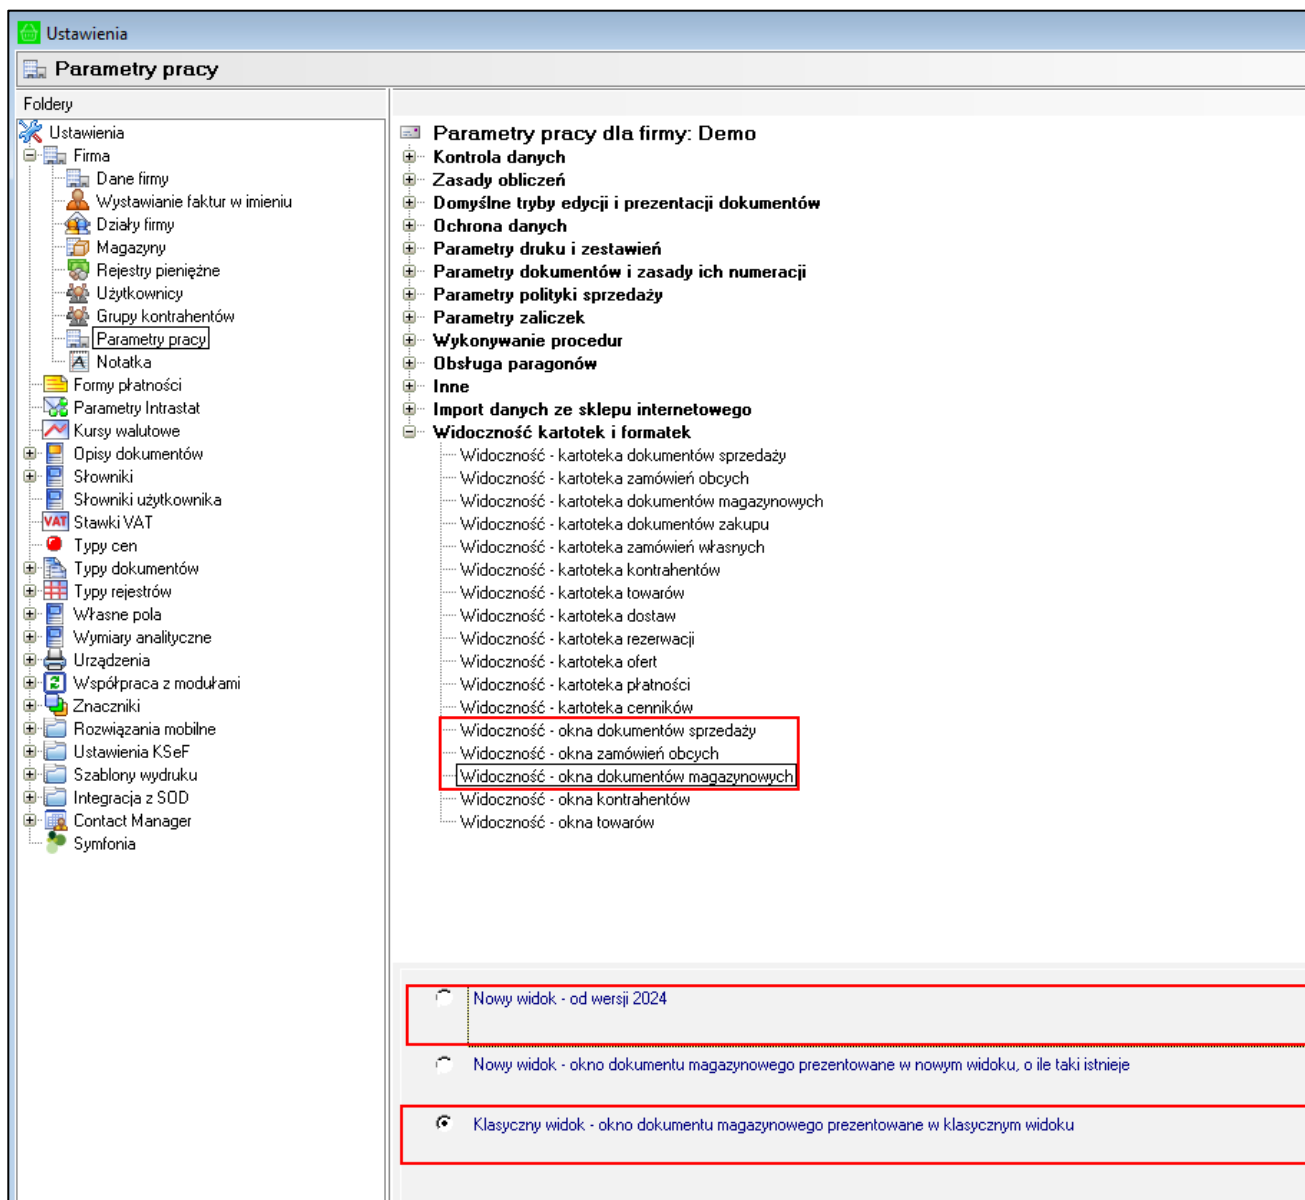 Ustawienia
Parametry pracy
Foldery
Ustawienia
Firma
Dane firmy
Wystawianie faktur w imieniu
Działy firmy
Magazyny
Rejestry pieniężne
Użytkownicy
Grupy kontrahentów
Parametry pracy
Notatka
Formy płatności
Parametry Intrastat
Kursy walutowe
Opisy dokumentów
Słowniki
Słowniki użytkownika
VAT Stawki VAT
Typy cen
Typy dokumentów
Typy rejestrów
Własne pola
Wymiary analityczne
Urządzenia
Współpraca z modułami
Znaczniki
Rozwiązania mobilne
Ustawienia KSeF
Szablony wydruku
Integracja z SOD
Contact Manager
Symfonia
Parametry pracy dla firmy: Demo
Kontrola danych
Zasady obliczeń
Domyślne tryby edycji i prezentacji dokumentów
Ochrona danych
Parametry druku i zestawień
Parametry dokumentów i zasady ich numeracji
Parametry polityki sprzedaży
Parametry zaliczek
Wykonywanie procedur
Obsługa paragonów
Inne
Import danych ze sklepu internetowego
Widoczność kartotek i formatek
Widoczność - kartoteka dokumentów sprzedaży
Widoczność - kartoteka zamówień obcych
Widoczność - kartoteka dokumentów magazynowych
Widoczność - kartoteka dokumentów zakupu
Widoczność - kartoteka zamówień własnych
Widoczność - kartoteka kontrahentów
Widoczność - kartoteka towarów
Widoczność - kartoteka dostaw
Widoczność - kartoteka rezerwacji
Widoczność - kartoteka ofert
Widoczność - kartoteka płatności
Widoczność - kartoteka cenników
Widoczność - okna dokumentów sprzedaży
Widoczność - okna zamówień obcych
Widoczność - okna dokumentów magazynowych
Widoczność - okna kontrahentów
Widoczność - okna towarów
Nowy widok - od wersji 2024
Nowy widok - okno dokumentu magazynowego prezentowane w nowym widoku, o ile taki istnieje
Klasyczny widok - okno dokumentu magazynowego prezentowane w klasycznym widoku